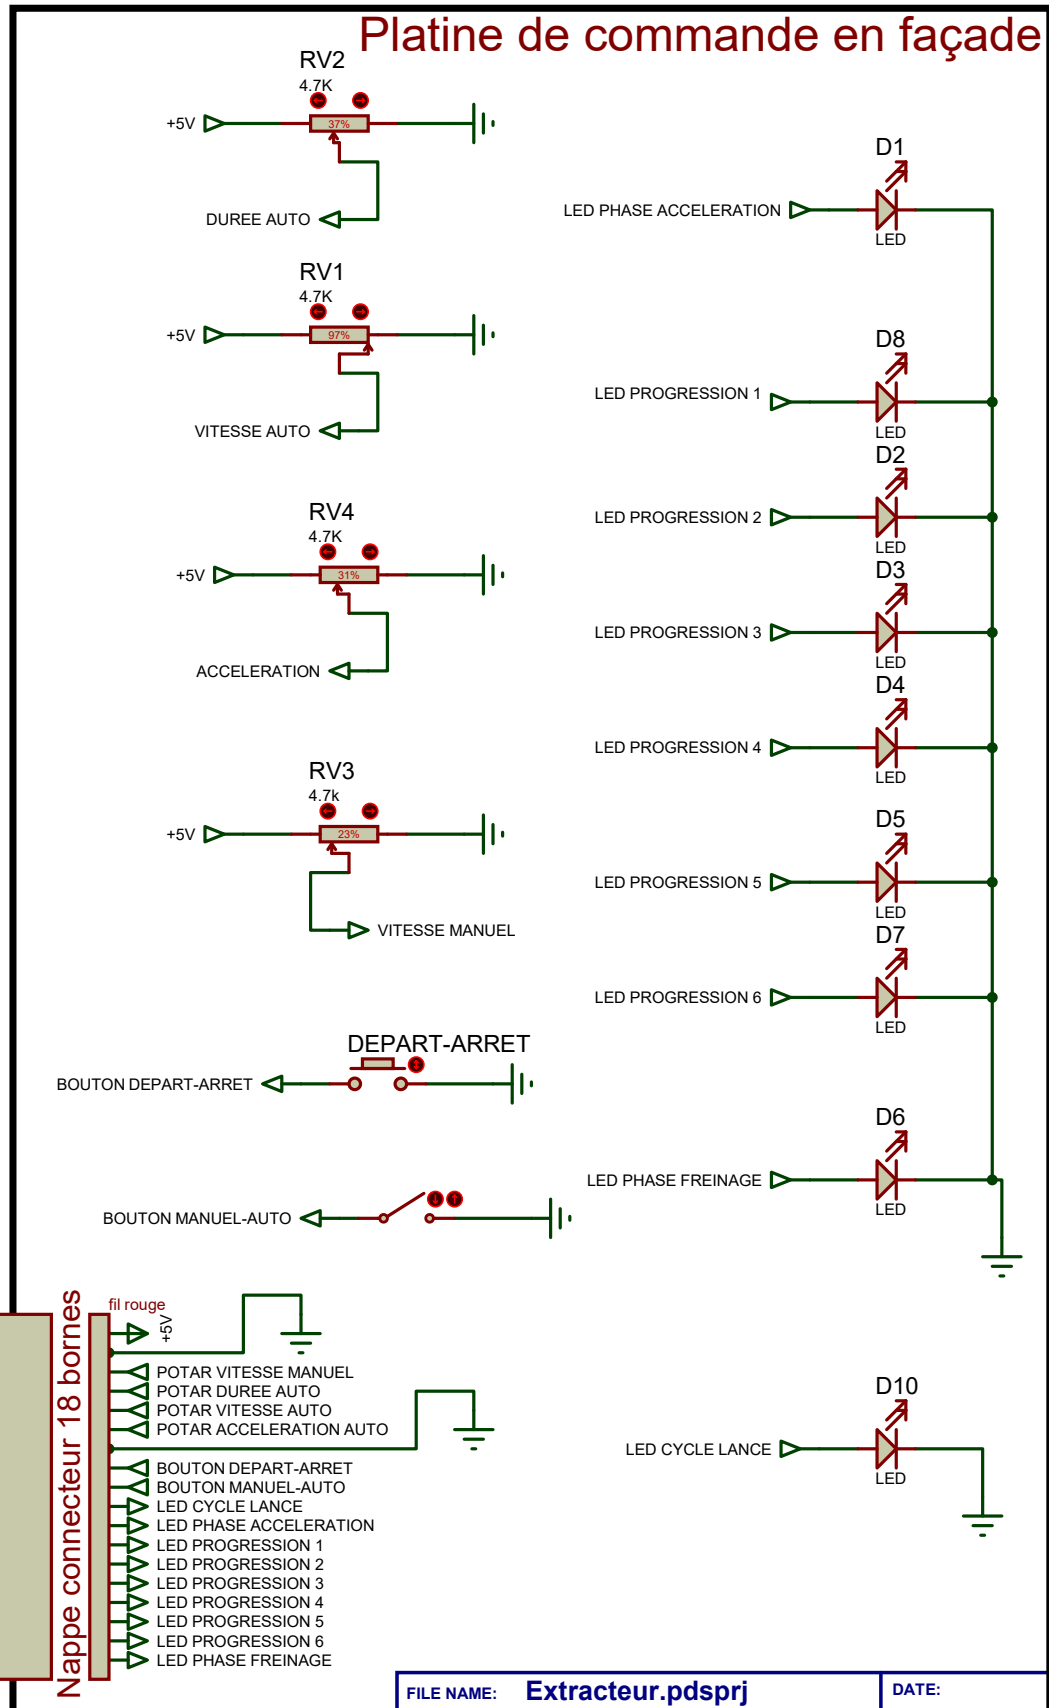 Platine de commande en façade
RV2
4.7K
+5V
37%
DUREE AUTO
RV1
4.7K
+5V
97%
VITESSE AUTO
RV4
4.7K
+5V
31%
ACCELERATION
RV3
4.7k
+5V
23%
VITESSE MANUEL
DEPART-ARRET
BOUTON DEPART-ARRET
BOUTON MANUEL-AUTO
D1
LED PHASE ACCELERATION
LED
D8
LED PROGRESSION 1
LED
D2
LED PROGRESSION 2
LED
D3
LED PROGRESSION 3
LED
D4
LED PROGRESSION 4
LED
D5
LED PROGRESSION 5
LED
D7
LED PROGRESSION 6
LED
D6
LED PHASE FREINAGE
LED
D10
LED CYCLE LANCE
LED
Nappe connecteur 18 bornes
fil rouge
+5V
POTAR VITESSE MANUEL
POTAR DUREE AUTO
POTAR VITESSE AUTO
POTAR ACCELERATION AUTO
BOUTON DEPART-ARRET
BOUTON MANUEL-AUTO
LED CYCLE LANCE
LED PHASE ACCELERATION
LED PROGRESSION 1
LED PROGRESSION 2
LED PROGRESSION 3
LED PROGRESSION 4
LED PROGRESSION 5
LED PROGRESSION 6
LED PHASE FREINAGE
FILE NAME: Extracteur.pdsprj
DATE: